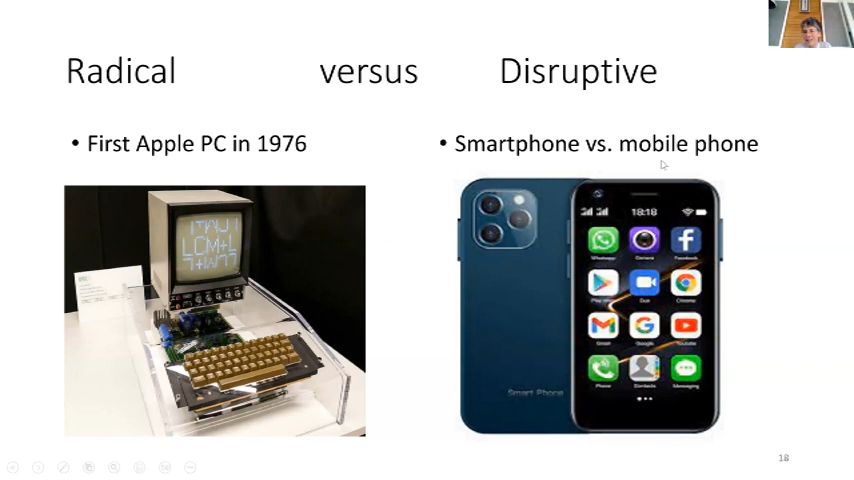 Radical versus Disruptive
• First Apple PC in 1976
• Smartphone vs. mobile phone
LCM+L
18:18
Whatsapp Camera Facebook
Play Duo Chrome
Gmail Google Youtube
Phone Contacts Messaging
Smart Phone
18